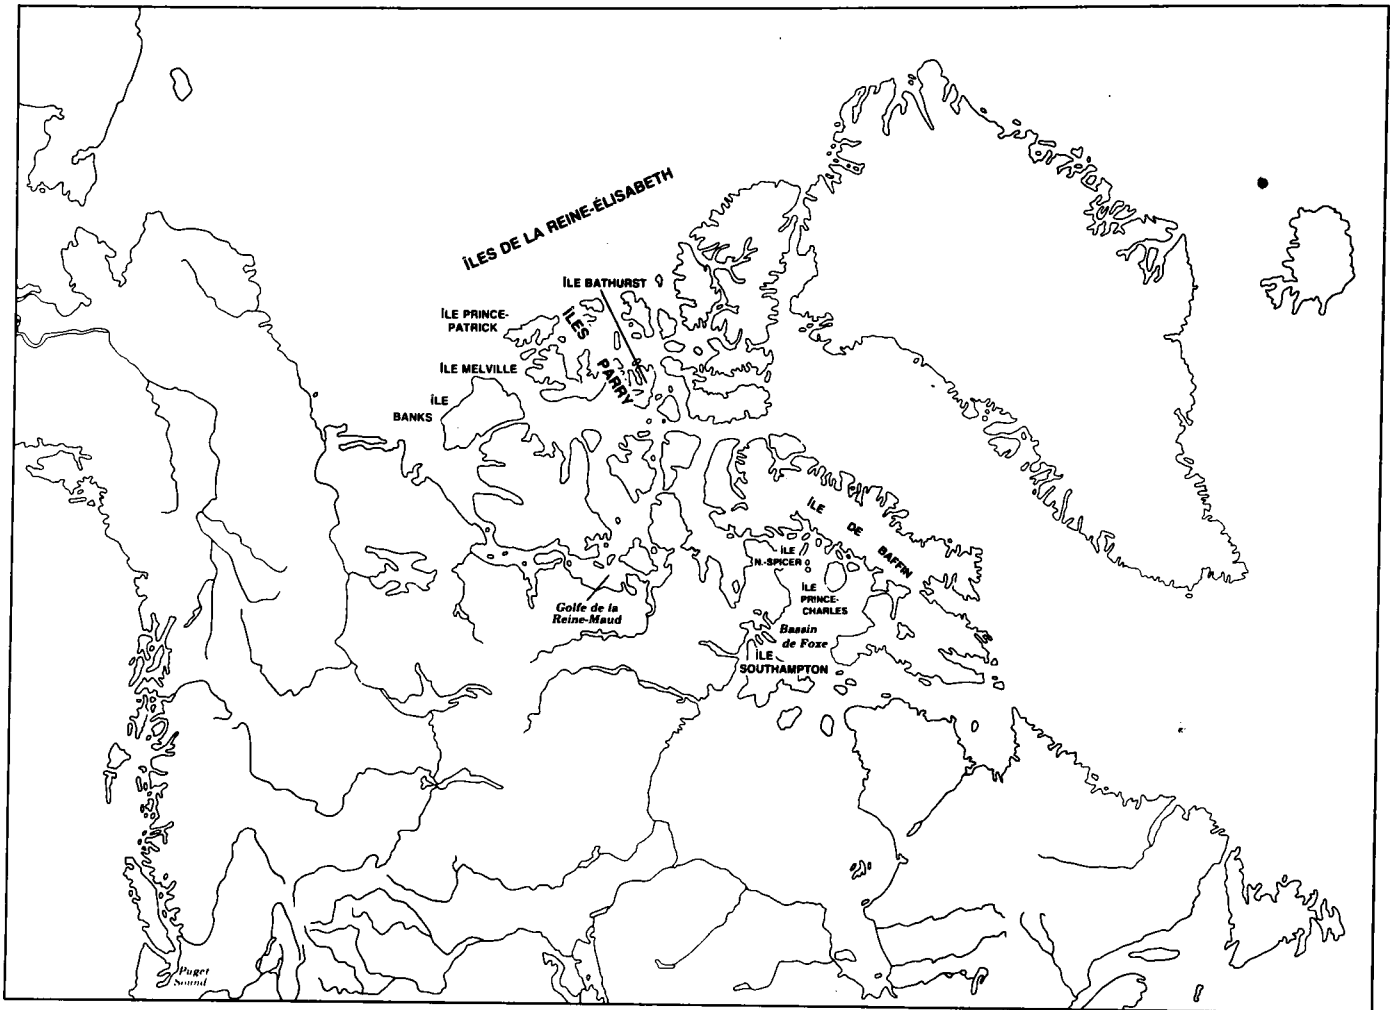 ÎLES DE LA REINE-ÉLISABETH
ÎLE BATHURST
ÎLE PRINCE-
PATRICK
ÎLES
PARRY
ÎLE MELVILLE
ÎLE
BANKS
ÎLE
DE
BAFFIN
ÎLE
N.-SPICER
ÎLE
PRINCE-
CHARLES
Golfe de la
Reine-Maud
Bassin
de Foxe
ÎLE
SOUTHAMPTON
Puget
Sound